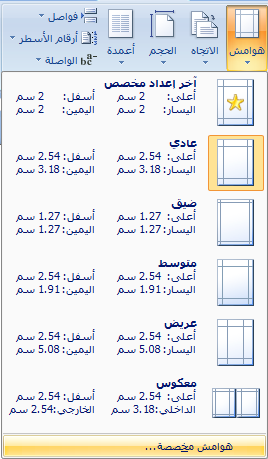 هوامش
الاتجاه
الحجم
أعمدة
فواصل
أرقام الأسطر
الواصلة
آخر إعداد مخصص
أعلى: 2 سم أسفل: 2 سم
اليسار: 2 سم اليمين: 2 سم
عادي
أعلى: 2.54 سم أسفل: 2.54 سم
اليسار: 3.18 سم اليمين: 3.18 سم
ضيق
أعلى: 1.27 سم أسفل: 1.27 سم
اليسار: 1.27 سم اليمين: 1.27 سم
متوسط
أعلى: 2.54 سم أسفل: 2.54 سم
اليسار: 1.91 سم اليمين: 1.91 سم
عريض
أعلى: 2.54 سم أسفل: 2.54 سم
اليسار: 5.08 سم اليمين: 5.08 سم
معكوس
أعلى: 2.54 سم أسفل: 2.54 سم
الداخلي: 3.18 سم الخارجي: 2.54 سم
هوامش مخصصة...